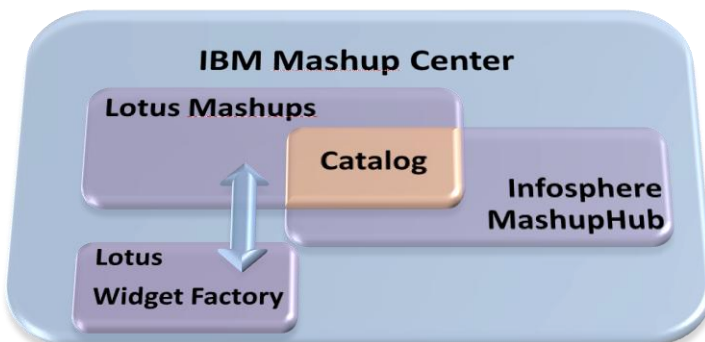 IBM Mashup Center
Lotus Mashups
Catalog
Infosphere
MashupHub
Lotus
Widget Factory